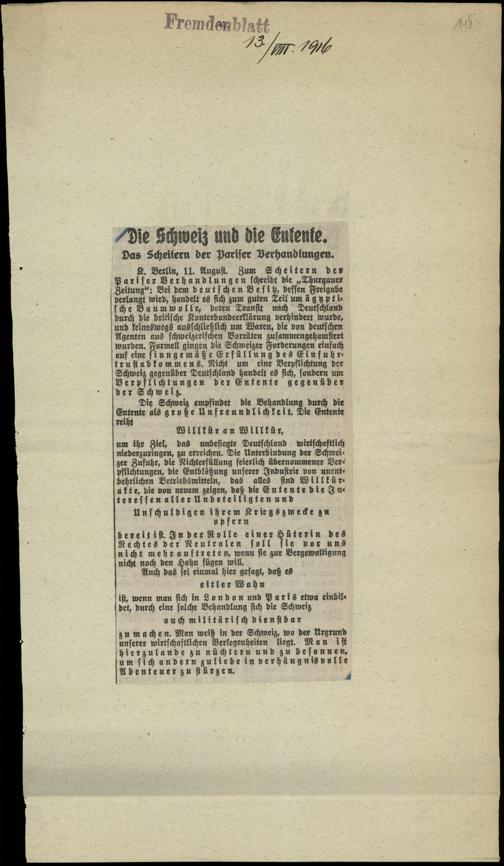 Fremdenblatt
148
13./VIII. 1916
Die Schweiz und die Entente.
Das Scheitern der Pariser Verhandlungen.
K. Berlin, 11. August. Zum Scheitern der
Pariser Verhandlungen schreibt die „Thurgauer
Zeitung“: Bei dem deutschen Besitz, dessen Freigabe
verlangt wird, handelt es sich zum guten Teil um ägypti-
sche Baumwolle, deren Transit nach Deutschland
durch die britische Konterbandeerklärung verhindert wurde,
und keineswegs ausschließlich um Waren, die von deutschen
Agenten aus schweizerischen Vorräten zusammengehamstert
wurden. Formell gingen die Schweizer Forderungen einfach
auf eine sinngemäße Erfüllung des Einfuhr-
trustabkommens. Nicht um eine Verpflichtung der
Schweiz gegenüber Deutschland handelt es sich, sondern um
Verpflichtungen der Entente gegenüber
der Schweiz.
Die Schweiz empfindet die Behandlung durch die
Entente als große Unfreundlichkeit. Die Entente
reiht
Willkür an Willkür,
um ihr Ziel, das unbesiegte Deutschland wirtschaftlich
niederzuringen, zu erreichen. Die Unterbindung der Schwei-
zer Zufuhr, die Nichterfüllung feierlich übernommener Ver-
pflichtungen, die Entblößung unserer Industrie von unent-
behrlichen Betriebsmitteln, das alles sind Willkür-
akte, die von neuem zeigen, daß die Entente die In-
teressen aller Unbeteiligten und
Unschuldigen ihrem Kriegszwecke zu
opfern
bereit ist. In der Rolle einer Hüterin des
Rechtes der Neutralen soll sie vor uns
nicht mehr auftreten, wenn sie zur Vergewaltigung
nicht noch den Hohn fügen will.
Auch das sei einmal hier gesagt, daß es
eitler Wahn
ist, wenn man sich in London und Paris etwa einbil-
det, durch eine solche Behandlung sich die Schweiz
auch militärisch dienstbar
zu machen. Man weiß in der Schweiz, wo der Urgrund
unserer wirtschaftlichen Verlegenheiten liegt. Man ist
hierzulande zu nüchtern und zu besonnen,
um sich andern zuliebe in verhängnisvolle
Abenteuer zu stürzen.